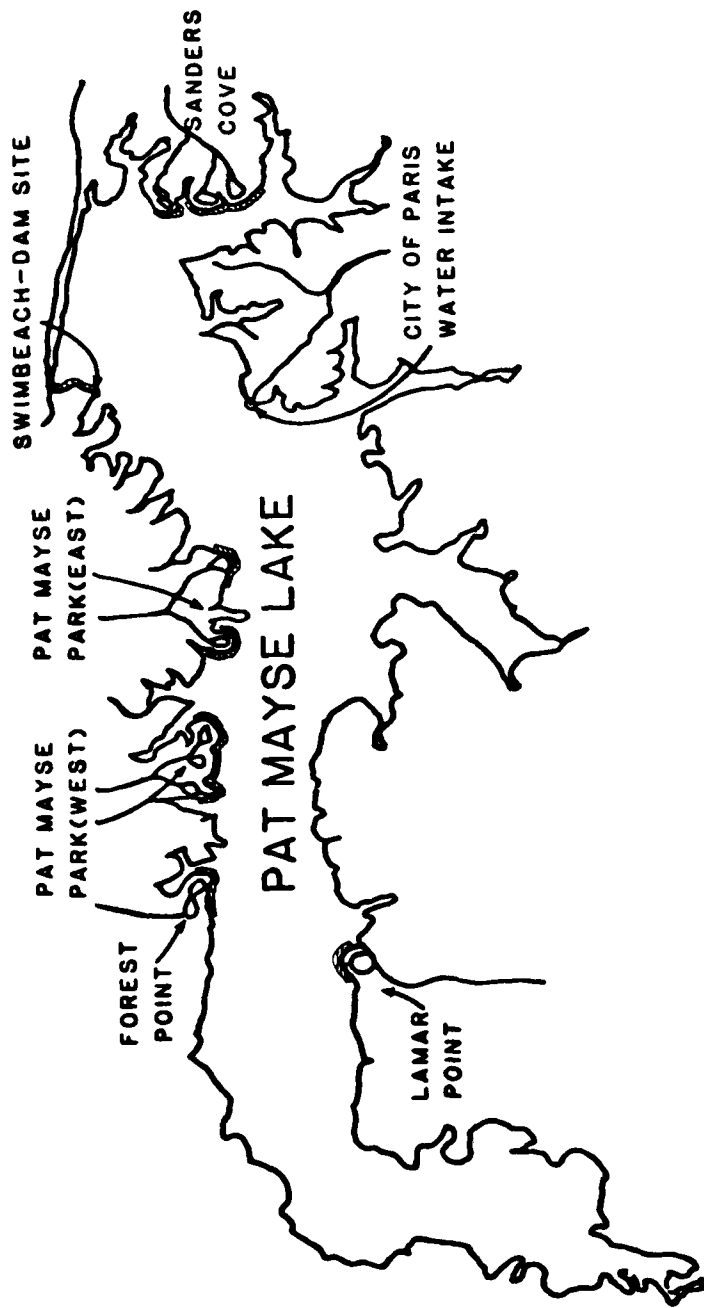 SWIMBEACH-DAM SITE
PAT MAYSE
PARK(WEST)
PAT MAYSE
PARK(EAST)
FOREST
POINT
SANDERS
COVE
PAT MAYSE LAKE
LAMAR
POINT
CITY OF PARIS
WATER INTAKE